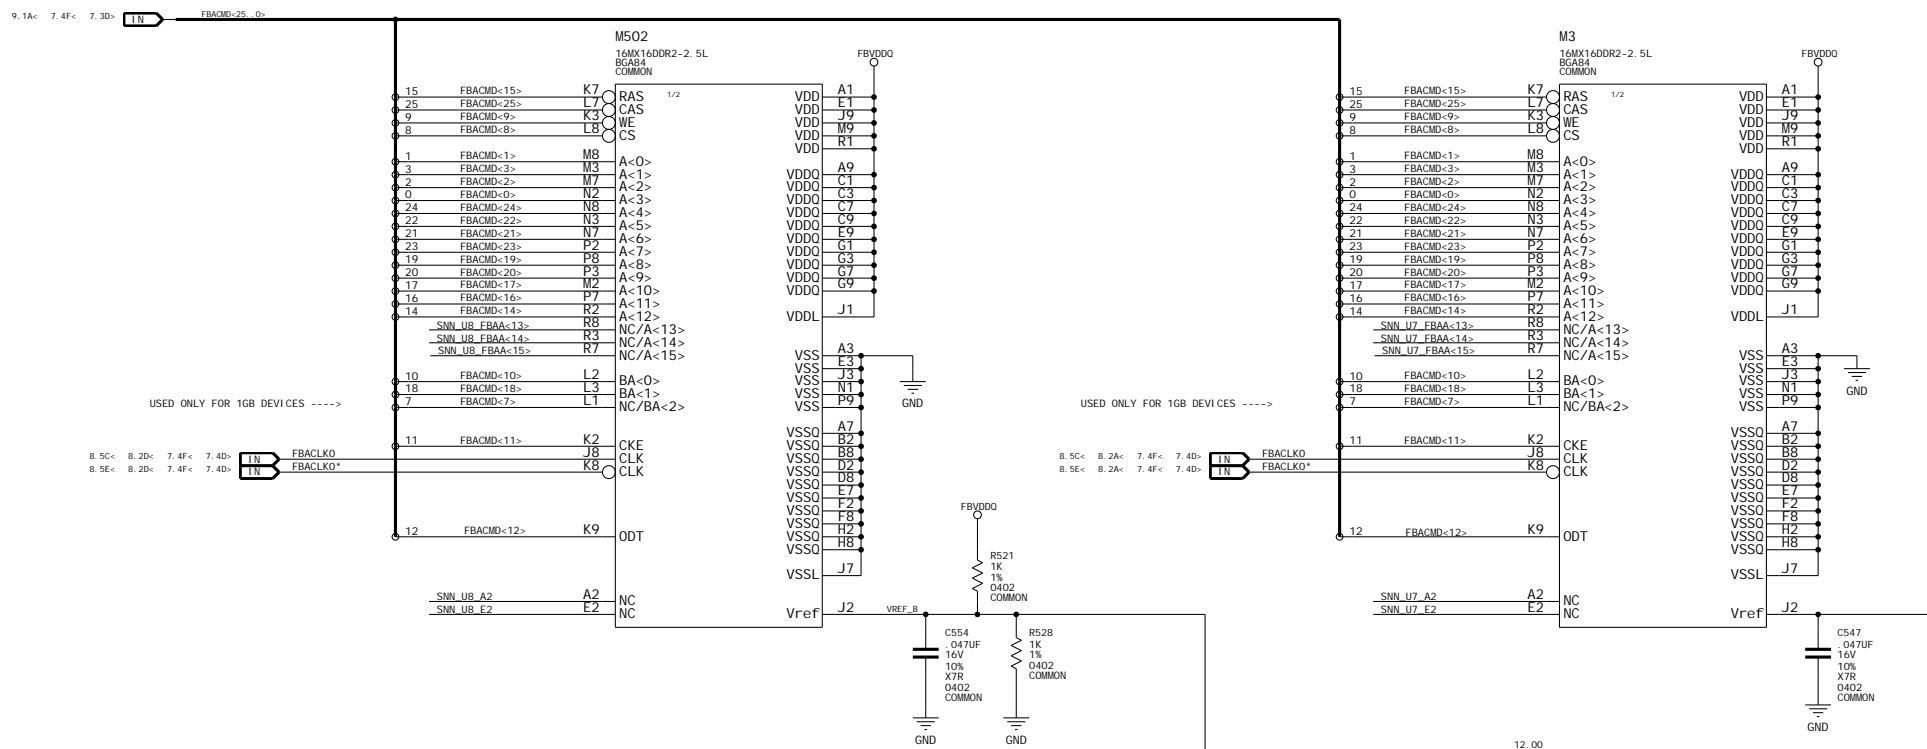 9.1A< 7.4F< 7.3D> IN FBACMD<25..0>
M502
16MX16DDR2-2.5L
BGA84
COMMON
FBVDDQ
1/2
15 FBACMD<15> K7 RAS VDD A1
25 FBACMD<25> L7 CAS VDD E1
9 FBACMD<9> K3 WE VDD J9
8 FBACMD<8> L8 CS VDD M9
VDD R1
1 FBACMD<1> M8 A<0>
3 FBACMD<3> M3 A<1> VDDQ A9
2 FBACMD<2> M7 A<2> VDDQ C1
0 FBACMD<0> N2 A<3> VDDQ C3
24 FBACMD<24> N8 A<4> VDDQ C7
22 FBACMD<22> N3 A<5> VDDQ C9
21 FBACMD<21> N7 A<6> VDDQ E9
23 FBACMD<23> P2 A<7> VDDQ G1
19 FBACMD<19> P8 A<8> VDDQ G3
20 FBACMD<20> P3 A<9> VDDQ G7
17 FBACMD<17> M2 A<10> VDDQ G9
16 FBACMD<16> P7 A<11>
14 FBACMD<14> R2 A<12> VDDL J1
SNN_U8_FBAA<13> R8 NC/A<13>
SNN_U8_FBAA<14> R3 NC/A<14>
SNN_U8_FBAA<15> R7 NC/A<15> VSS A3
VSS E3
10 FBACMD<10> L2 BA<0> VSS J3
18 FBACMD<18> L3 BA<1> VSS N1
USED ONLY FOR 1GB DEVICES ----> 7 FBACMD<7> L1 NC/BA<2> VSS P9
GND
VSSQ A7
11 FBACMD<11> K2 CKE VSSQ B2
8.5C< 8.2D< 7.4F< 7.4D> IN FBACLK0 J8 CLK VSSQ B8
8.5E< 8.2D< 7.4F< 7.4D> IN FBACLK0* K8 CLK VSSQ D2
VSSQ D8
VSSQ E7
VSSQ F2
VSSQ F8
12 FBACMD<12> K9 ODT VSSQ H2
VSSQ H8
VSSL J7
SNN_U8_A2 A2 NC
SNN_U8_E2 E2 NC Vref J2 VREF_B
FBVDDQ
R521
1K
1%
0402
COMMON
C554
.047UF
16V
10%
X7R
0402
COMMON
GND
R528
1K
1%
0402
COMMON
GND
M3
16MX16DDR2-2.5L
BGA84
COMMON
FBVDDQ
1/2
15 FBACMD<15> K7 RAS VDD A1
25 FBACMD<25> L7 CAS VDD E1
9 FBACMD<9> K3 WE VDD J9
8 FBACMD<8> L8 CS VDD M9
VDD R1
1 FBACMD<1> M8 A<0>
3 FBACMD<3> M3 A<1> VDDQ A9
2 FBACMD<2> M7 A<2> VDDQ C1
0 FBACMD<0> N2 A<3> VDDQ C3
24 FBACMD<24> N8 A<4> VDDQ C7
22 FBACMD<22> N3 A<5> VDDQ C9
21 FBACMD<21> N7 A<6> VDDQ E9
23 FBACMD<23> P2 A<7> VDDQ G1
19 FBACMD<19> P8 A<8> VDDQ G3
20 FBACMD<20> P3 A<9> VDDQ G7
17 FBACMD<17> M2 A<10> VDDQ G9
16 FBACMD<16> P7 A<11>
14 FBACMD<14> R2 A<12> VDDL J1
SNN_U7_FBAA<13> R8 NC/A<13>
SNN_U7_FBAA<14> R3 NC/A<14>
SNN_U7_FBAA<15> R7 NC/A<15> VSS A3
VSS E3
10 FBACMD<10> L2 BA<0> VSS J3
18 FBACMD<18> L3 BA<1> VSS N1
USED ONLY FOR 1GB DEVICES ----> 7 FBACMD<7> L1 NC/BA<2> VSS P9
GND
VSSQ A7
11 FBACMD<11> K2 CKE VSSQ B2
8.5C< 8.2A< 7.4F< 7.4D> IN FBACLK0 J8 CLK VSSQ B8
8.5E< 8.2A< 7.4F< 7.4D> IN FBACLK0* K8 CLK VSSQ D2
VSSQ D8
VSSQ E7
VSSQ F2
VSSQ F8
12 FBACMD<12> K9 ODT VSSQ H2
VSSQ H8
VSSL J7
SNN_U7_A2 A2 NC
SNN_U7_E2 E2 NC Vref J2
C547
.047UF
16V
10%
X7R
0402
COMMON
GND
12.00